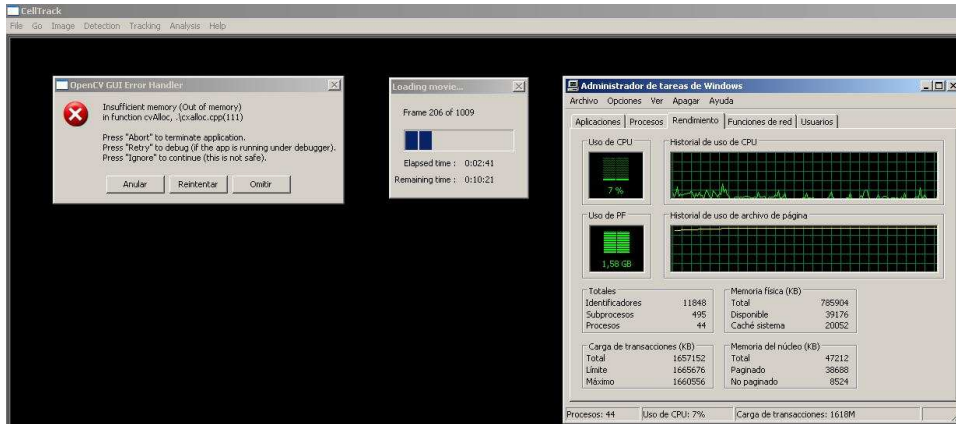 CellTrack
File Go Image Detection Tracking Analysis Help
OpenCV GUI Error Handler
Insufficient memory (Out of memory)
in function cvAlloc, .\cxalloc.cpp(111)
Press "Abort" to terminate application.
Press "Retry" to debug (if the app is running under debugger).
Press "Ignore" to continue (this is not safe).
Anular Reintentar Omitir
Loading movie...
Frame 206 of 1009
Elapsed time : 0:02:41
Remaining time : 0:10:21
Administrador de tareas de Windows
Archivo Opciones Ver Apagar Ayuda
Aplicaciones Procesos Rendimiento Funciones de red Usuarios
Uso de CPU Historial de uso de CPU
7 %
Uso de PF Historial de uso de archivo de página
1,58 GB
Totales
Identificadores 11848
Subprocesos 495
Procesos 44
Memoria física (KB)
Total 785904
Disponible 39176
Caché sistema 20052
Carga de transacciones (KB)
Total 1657152
Límite 1665676
Máximo 1660556
Memoria del núcleo (KB)
Total 47212
Paginado 38688
No paginado 8524
Procesos: 44 Uso de CPU: 7% Carga de transacciones: 1618M